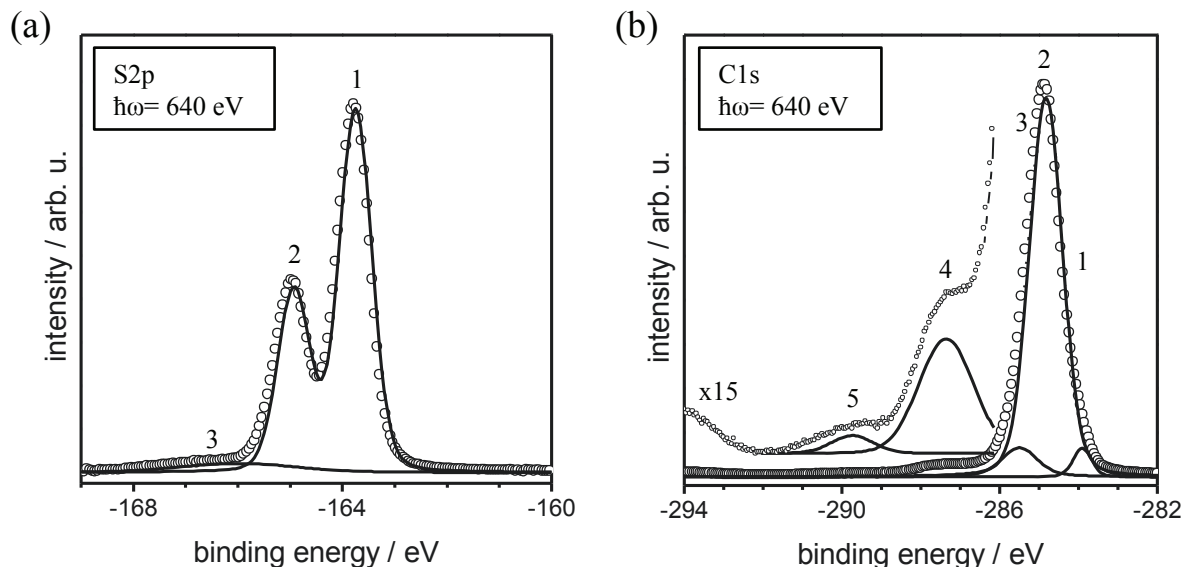 (a)
S2p
ħω= 640 eV
1
2
3
intensity / arb. u.
-168
-164
-160
binding energy / eV
(b)
C1s
ħω= 640 eV
2
3
1
4
5
x15
intensity / arb. u.
-294
-290
-286
-282
binding energy / eV